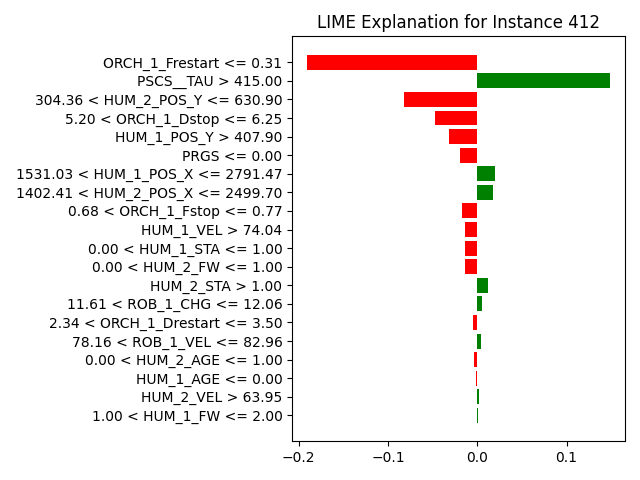 LIME Explanation for Instance 412
ORCH_1_Frestart <= 0.31
PSCS__TAU > 415.00
304.36 < HUM_2_POS_Y <= 630.90
5.20 < ORCH_1_Dstop <= 6.25
HUM_1_POS_Y > 407.90
PRGS <= 0.00
1531.03 < HUM_1_POS_X <= 2791.47
1402.41 < HUM_2_POS_X <= 2499.70
0.68 < ORCH_1_Fstop <= 0.77
HUM_1_VEL > 74.04
0.00 < HUM_1_STA <= 1.00
0.00 < HUM_2_FW <= 1.00
HUM_2_STA > 1.00
11.61 < ROB_1_CHG <= 12.06
2.34 < ORCH_1_Drestart <= 3.50
78.16 < ROB_1_VEL <= 82.96
0.00 < HUM_2_AGE <= 1.00
HUM_1_AGE <= 0.00
HUM_2_VEL > 63.95
1.00 < HUM_1_FW <= 2.00
−0.2 −0.1 0.0 0.1